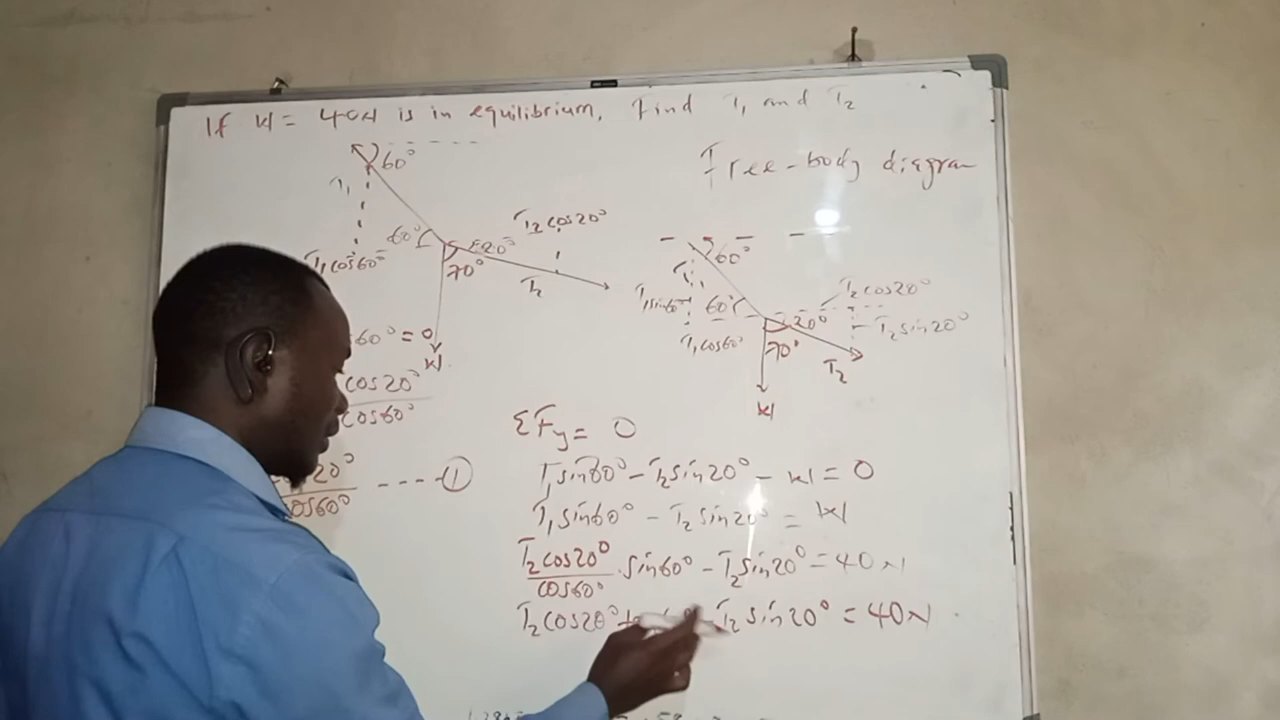 If W = 40N is in equilibrium, Find T₁ and T₂
Free-body diagram
60°
T₁
T₂cos20°
60°
20°
T₁cos60°
70°
T₂
60° = 0
W
cos20°
cos60°
20°
cos60°
----①
60°
T₁
T₁sin60°
60°
20°
T₂cos20°
T₂sin20°
T₁cos60°
70°
T₂
W
ΣFy = 0
T₁sin60° - T₂sin20° - W = 0
T₁sin60° - T₂sin20° = W
T₂cos20°
cos60°
. sin60° - T₂sin20° = 40N
T₂cos20° T₂sin20° = 40N